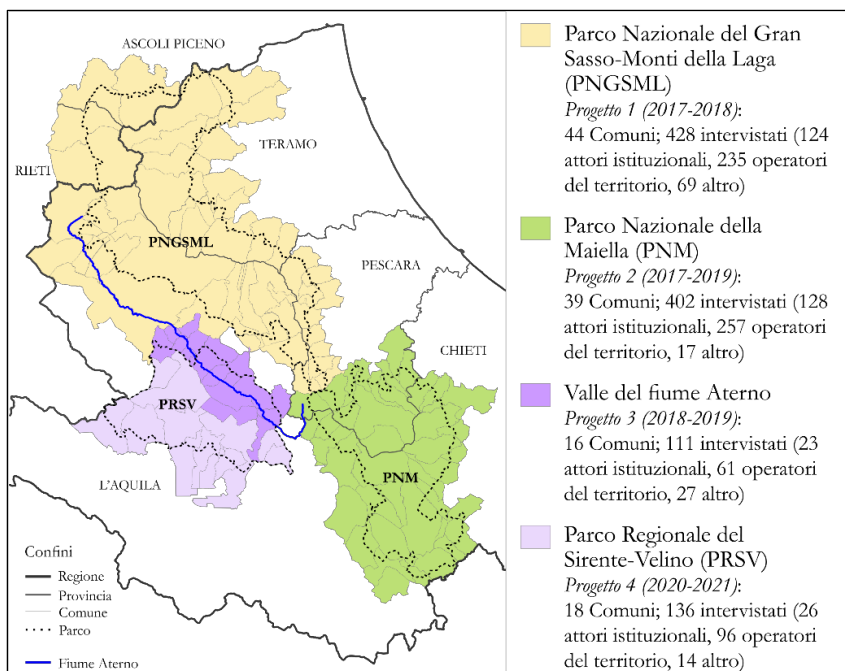 ASCOLI PICENO
TERAMO
RIETI
PNGSML
PESCARA
CHIETI
PRSV
L'AQUILA
PNM
Confini
Regione
Provincia
Comune
Parco
Fiume Aterno
Parco Nazionale del Gran
Sasso-Monti della Laga
(PNGSML)
Progetto 1 (2017-2018):
44 Comuni; 428 intervistati (124
attori istituzionali, 235 operatori
del territorio, 69 altro)
Parco Nazionale della
Maiella (PNM)
Progetto 2 (2017-2019):
39 Comuni; 402 intervistati (128
attori istituzionali, 257 operatori
del territorio, 17 altro)
Valle del fiume Aterno
Progetto 3 (2018-2019):
16 Comuni; 111 intervistati (23
attori istituzionali, 61 operatori
del territorio, 27 altro)
Parco Regionale del
Sirente-Velino (PRSV)
Progetto 4 (2020-2021):
18 Comuni; 136 intervistati (26
attori istituzionali, 96 operatori
del territorio, 14 altro)